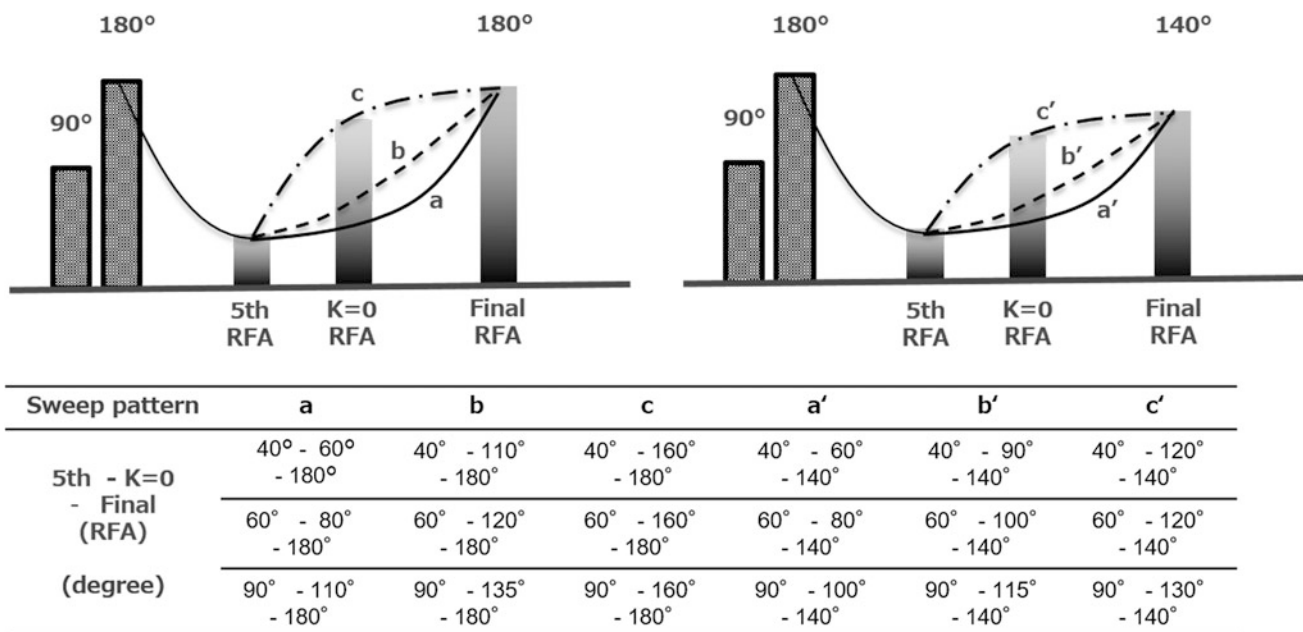 180° 180° 180° 140°
90° c b a 90° c' b' a'
5th K=0 Final 5th K=0 Final
RFA RFA RFA RFA RFA RFA
Sweep pattern a b c a‘ b‘ c‘
5th - K=0
- Final
(RFA)
(degree)
40° - 60° 40° - 110° 40° - 160° 40° - 60° 40° - 90° 40° - 120°
- 180° - 180° - 180° - 140° - 140° - 140°
60° - 80° 60° - 120° 60° - 160° 60° - 80° 60° - 100° 60° - 120°
- 180° - 180° - 180° - 140° - 140° - 140°
90° - 110° 90° - 135° 90° - 160° 90° - 100° 90° - 115° 90° - 130°
- 180° - 180° - 180° - 140° - 140° - 140°